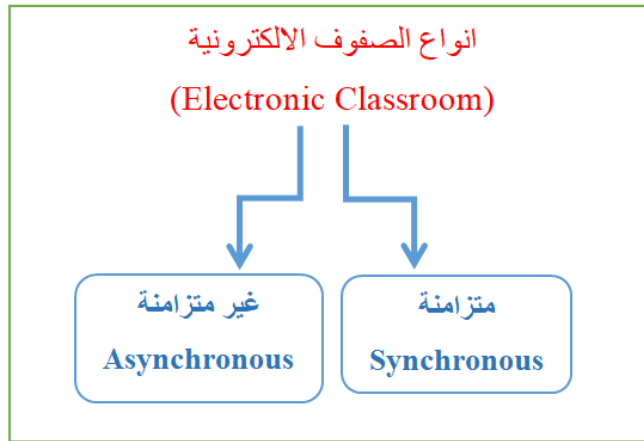 انواع الصفوف الالكترونية
(Electronic Classroom)
متزامنة
Synchronous
غير متزامنة
Asynchronous